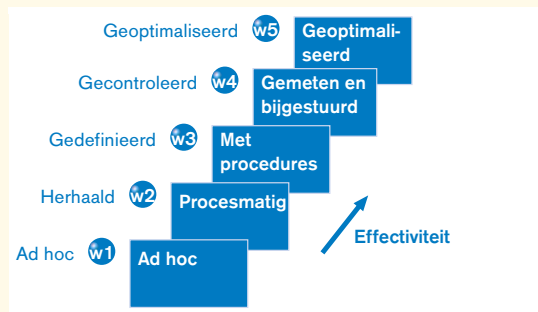 Geoptimaliseerd w5 Geoptimali-
seerd
Gecontroleerd w4 Gemeten en
bijgestuurd
Gedefinieerd w3 Met
procedures
Herhaald w2 Procesmatig
Effectiviteit
Ad hoc w1 Ad hoc